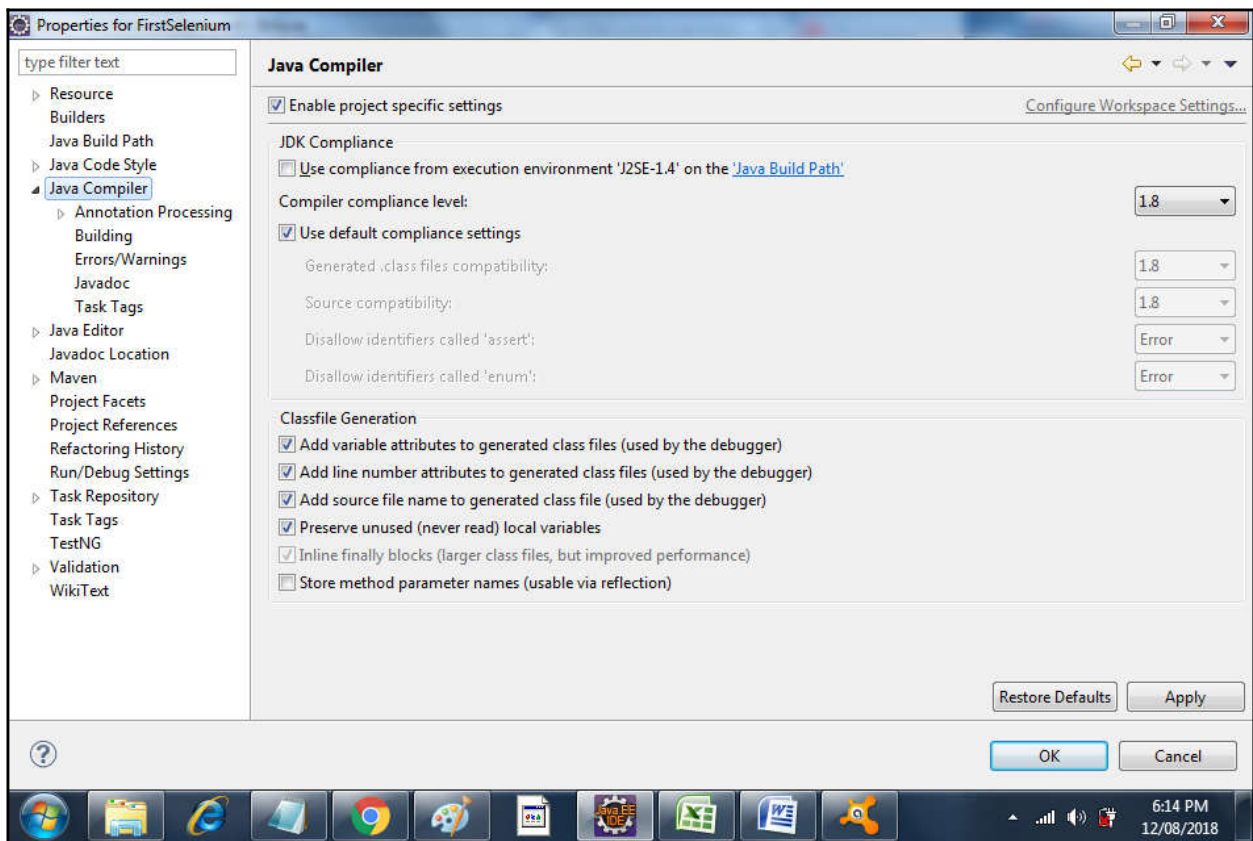 Properties for FirstSelenium
type filter text
Resource
Builders
Java Build Path
Java Code Style
Java Compiler
Annotation Processing
Building
Errors/Warnings
Javadoc
Task Tags
Java Editor
Javadoc Location
Maven
Project Facets
Project References
Refactoring History
Run/Debug Settings
Task Repository
Task Tags
TestNG
Validation
WikiText
Java Compiler
Enable project specific settings
Configure Workspace Settings...
JDK Compliance
Use compliance from execution environment 'J2SE-1.4' on the 'Java Build Path'
Compiler compliance level: 1.8
Use default compliance settings
Generated .class files compatibility: 1.8
Source compatibility: 1.8
Disallow identifiers called 'assert': Error
Disallow identifiers called 'enum': Error
Classfile Generation
Add variable attributes to generated class files (used by the debugger)
Add line number attributes to generated class files (used by the debugger)
Add source file name to generated class file (used by the debugger)
Preserve unused (never read) local variables
Inline finally blocks (larger class files, but improved performance)
Store method parameter names (usable via reflection)
Restore Defaults
Apply
OK
Cancel
Java EE
IDE
6:14 PM
12/08/2018